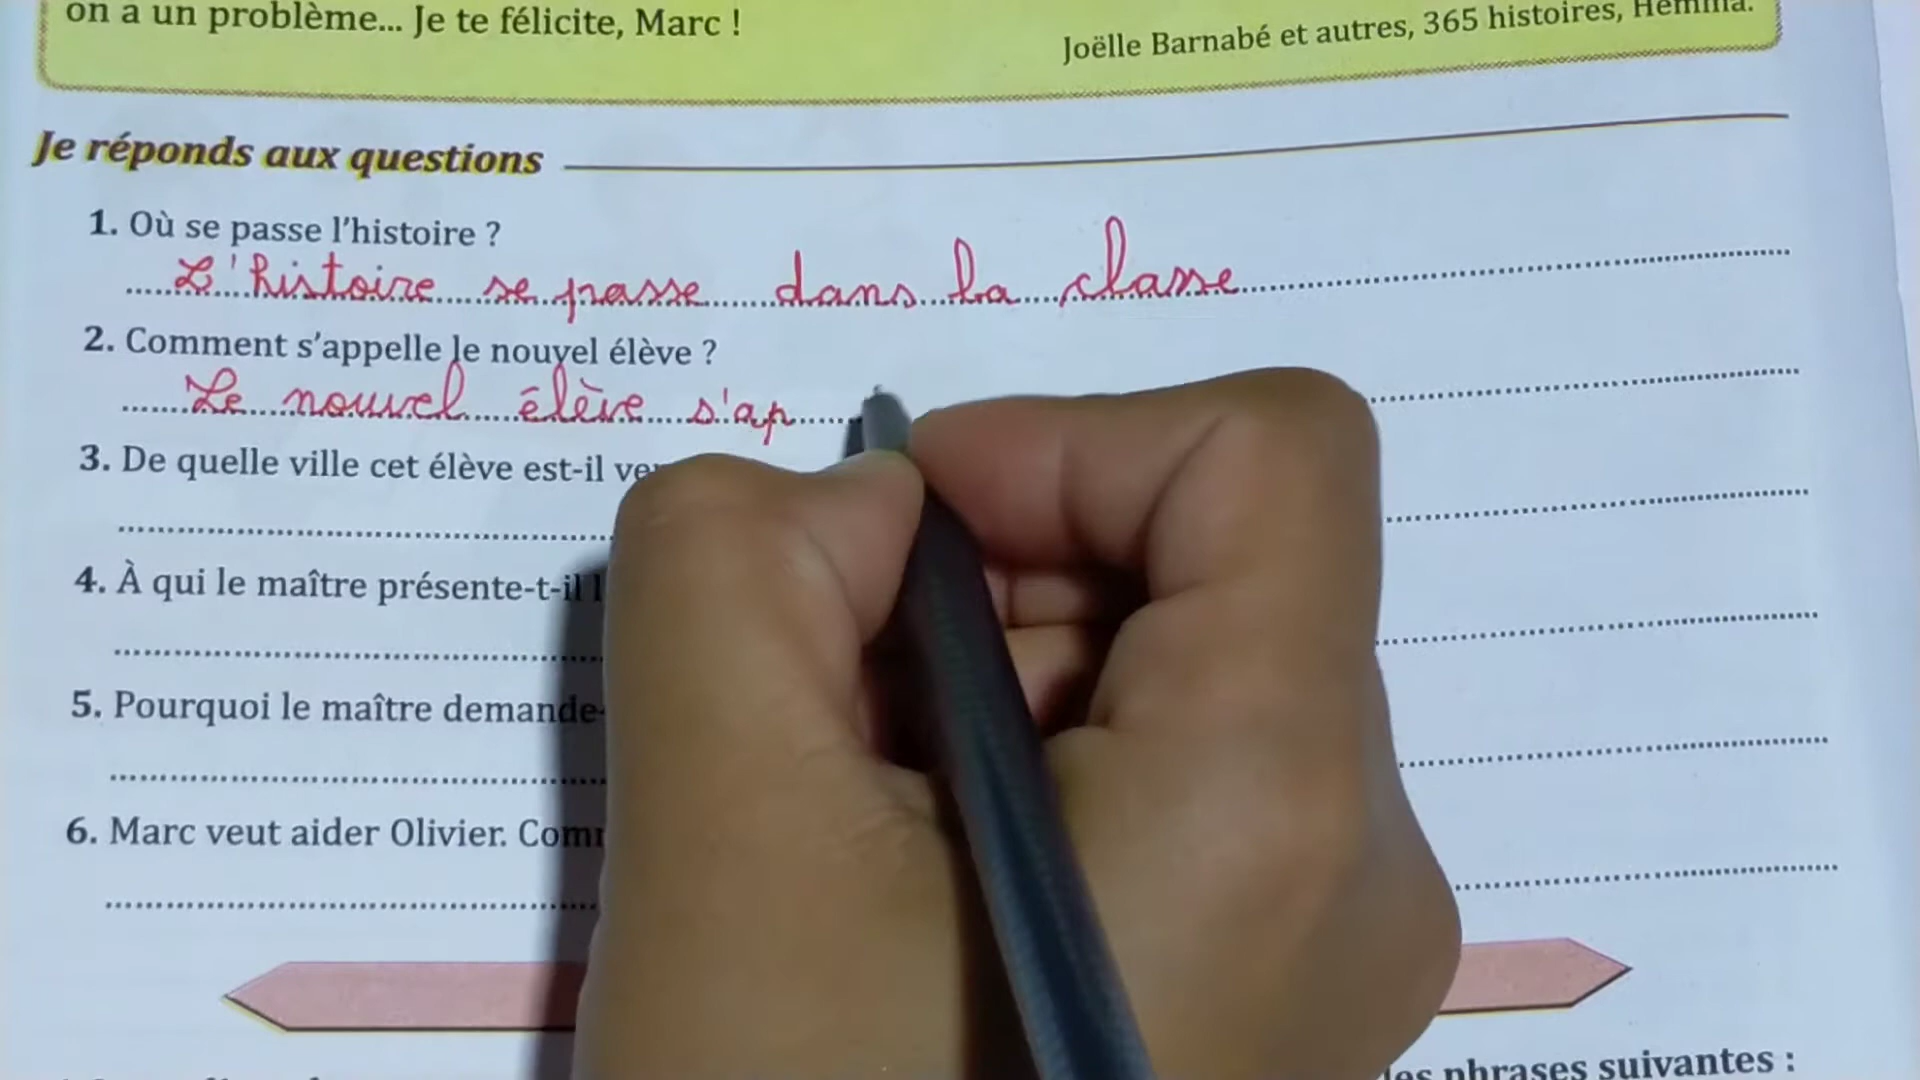 on a un problème... Je te félicite, Marc !
Joëlle Barnabé et autres, 365 histoires, Hemma.
Je réponds aux questions
1. Où se passe l'histoire ?
L'histoire se passe dans la classe
2. Comment s'appelle le nouvel élève ?
Le nouvel élève s'ap
3. De quelle ville cet élève est-il
4. À qui le maître présente-t-il
5. Pourquoi le maître demande-
6. Marc veut aider Olivier.
phrases suivantes :